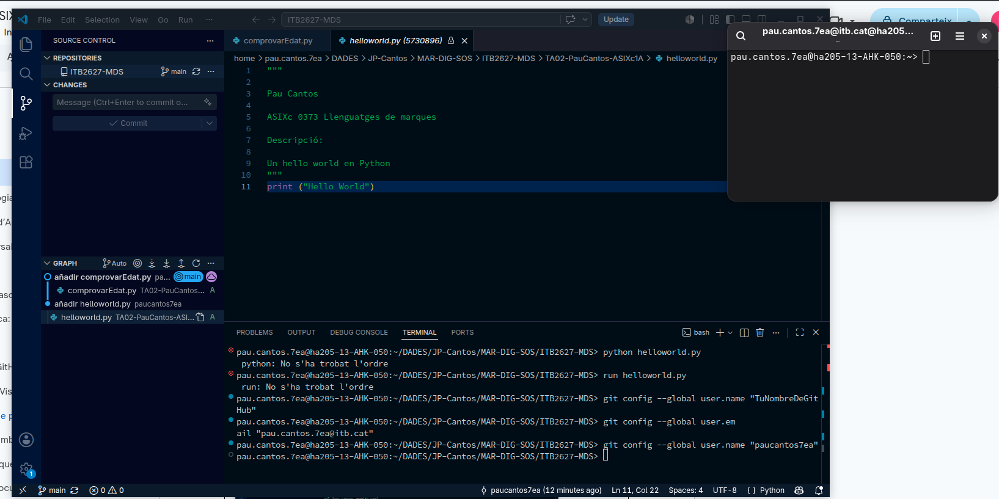 SIX
In
File Edit Selection View Go Run ···
ITB2627-MDS
Update
Comparteix
SOURCE CONTROL ···
comprovarEdat.py
helloworld.py (5730896)
REPOSITORIES
ITB2627-MDS main ···
CHANGES
Message (Ctrl+Enter to commit o...
Commit
home > pau.cantos.7ea > DADES > JP-Cantos > MAR-DIG-SOS > ITB2627-MDS > TA02-PauCantos-ASIXc1A > helloworld.py
1 """
2
3 Pau Cantos
4
5 ASIXc 0373 Llenguatges de marques
6
7 Descripció:
8
9 Un hello world en Python
10 """
11 print ("Hello World")
pau.cantos.7ea@itb.cat@ha205...
~
pau.cantos.7ea@ha205-13-AHK-050:~>
GRAPH Auto ···
añadir comprovarEdat.py pa... main
comprovarEdat.py TA02-PauCantos... A
añadir helloworld.py paucantos7ea
helloworld.py TA02-PauCantos-ASI... A
PROBLEMS OUTPUT DEBUG CONSOLE TERMINAL PORTS
bash ···
pau.cantos.7ea@ha205-13-AHK-050:~/DADES/JP-Cantos/MAR-DIG-SOS/ITB2627-MDS> python helloworld.py
python: No s'ha trobat l'ordre
pau.cantos.7ea@ha205-13-AHK-050:~/DADES/JP-Cantos/MAR-DIG-SOS/ITB2627-MDS> run helloworld.py
run: No s'ha trobat l'ordre
pau.cantos.7ea@ha205-13-AHK-050:~/DADES/JP-Cantos/MAR-DIG-SOS/ITB2627-MDS> git config --global user.name "TuNombreDeGit
Hub"
pau.cantos.7ea@ha205-13-AHK-050:~/DADES/JP-Cantos/MAR-DIG-SOS/ITB2627-MDS> git config --global user.em
ail "pau.cantos.7ea@itb.cat"
pau.cantos.7ea@ha205-13-AHK-050:~/DADES/JP-Cantos/MAR-DIG-SOS/ITB2627-MDS> git config --global user.name "paucantos7ea"
pau.cantos.7ea@ha205-13-AHK-050:~/DADES/JP-Cantos/MAR-DIG-SOS/ITB2627-MDS>
1
main 0 0
paucantos7ea (12 minutes ago) Ln 11, Col 22 Spaces: 4 UTF-8 { } Python